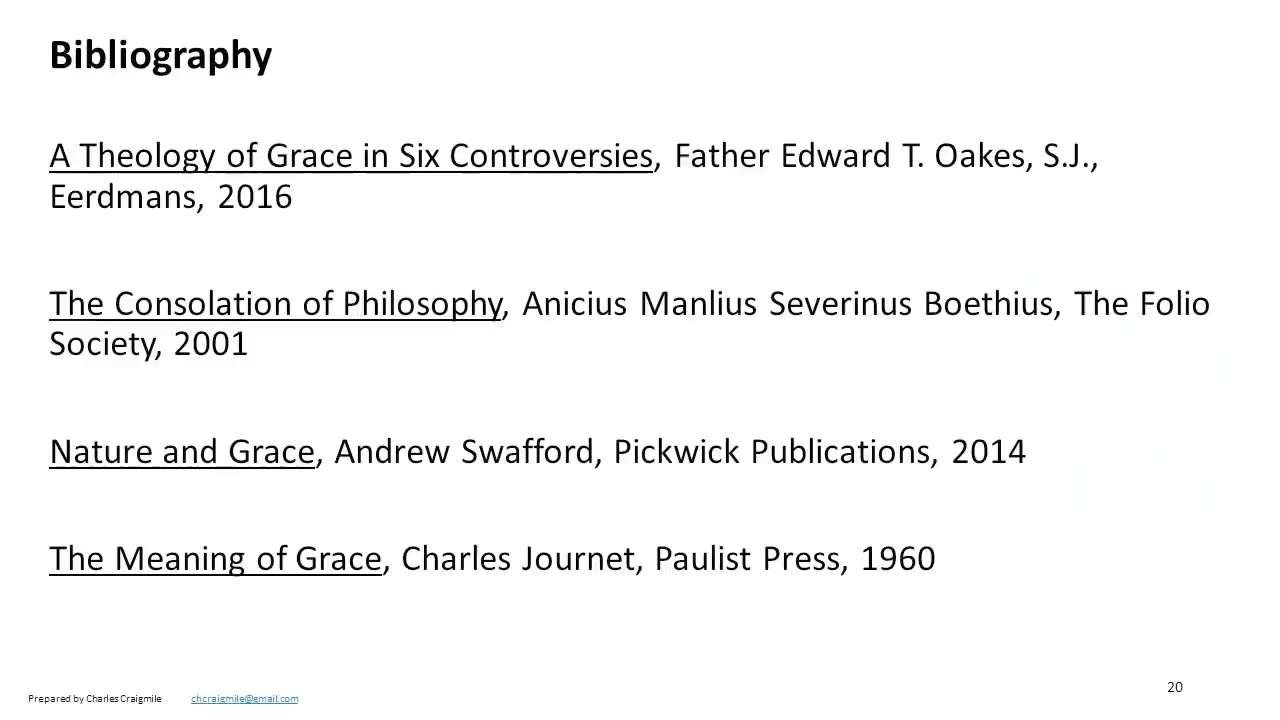 Bibliography
A Theology of Grace in Six Controversies, Father Edward T. Oakes, S.J.,
Eerdmans, 2016
The Consolation of Philosophy, Anicius Manlius Severinus Boethius, The Folio
Society, 2001
Nature and Grace, Andrew Swafford, Pickwick Publications, 2014
The Meaning of Grace, Charles Journet, Paulist Press, 1960
Prepared by Charles Craigmile chcraigmile@gmail.com
20